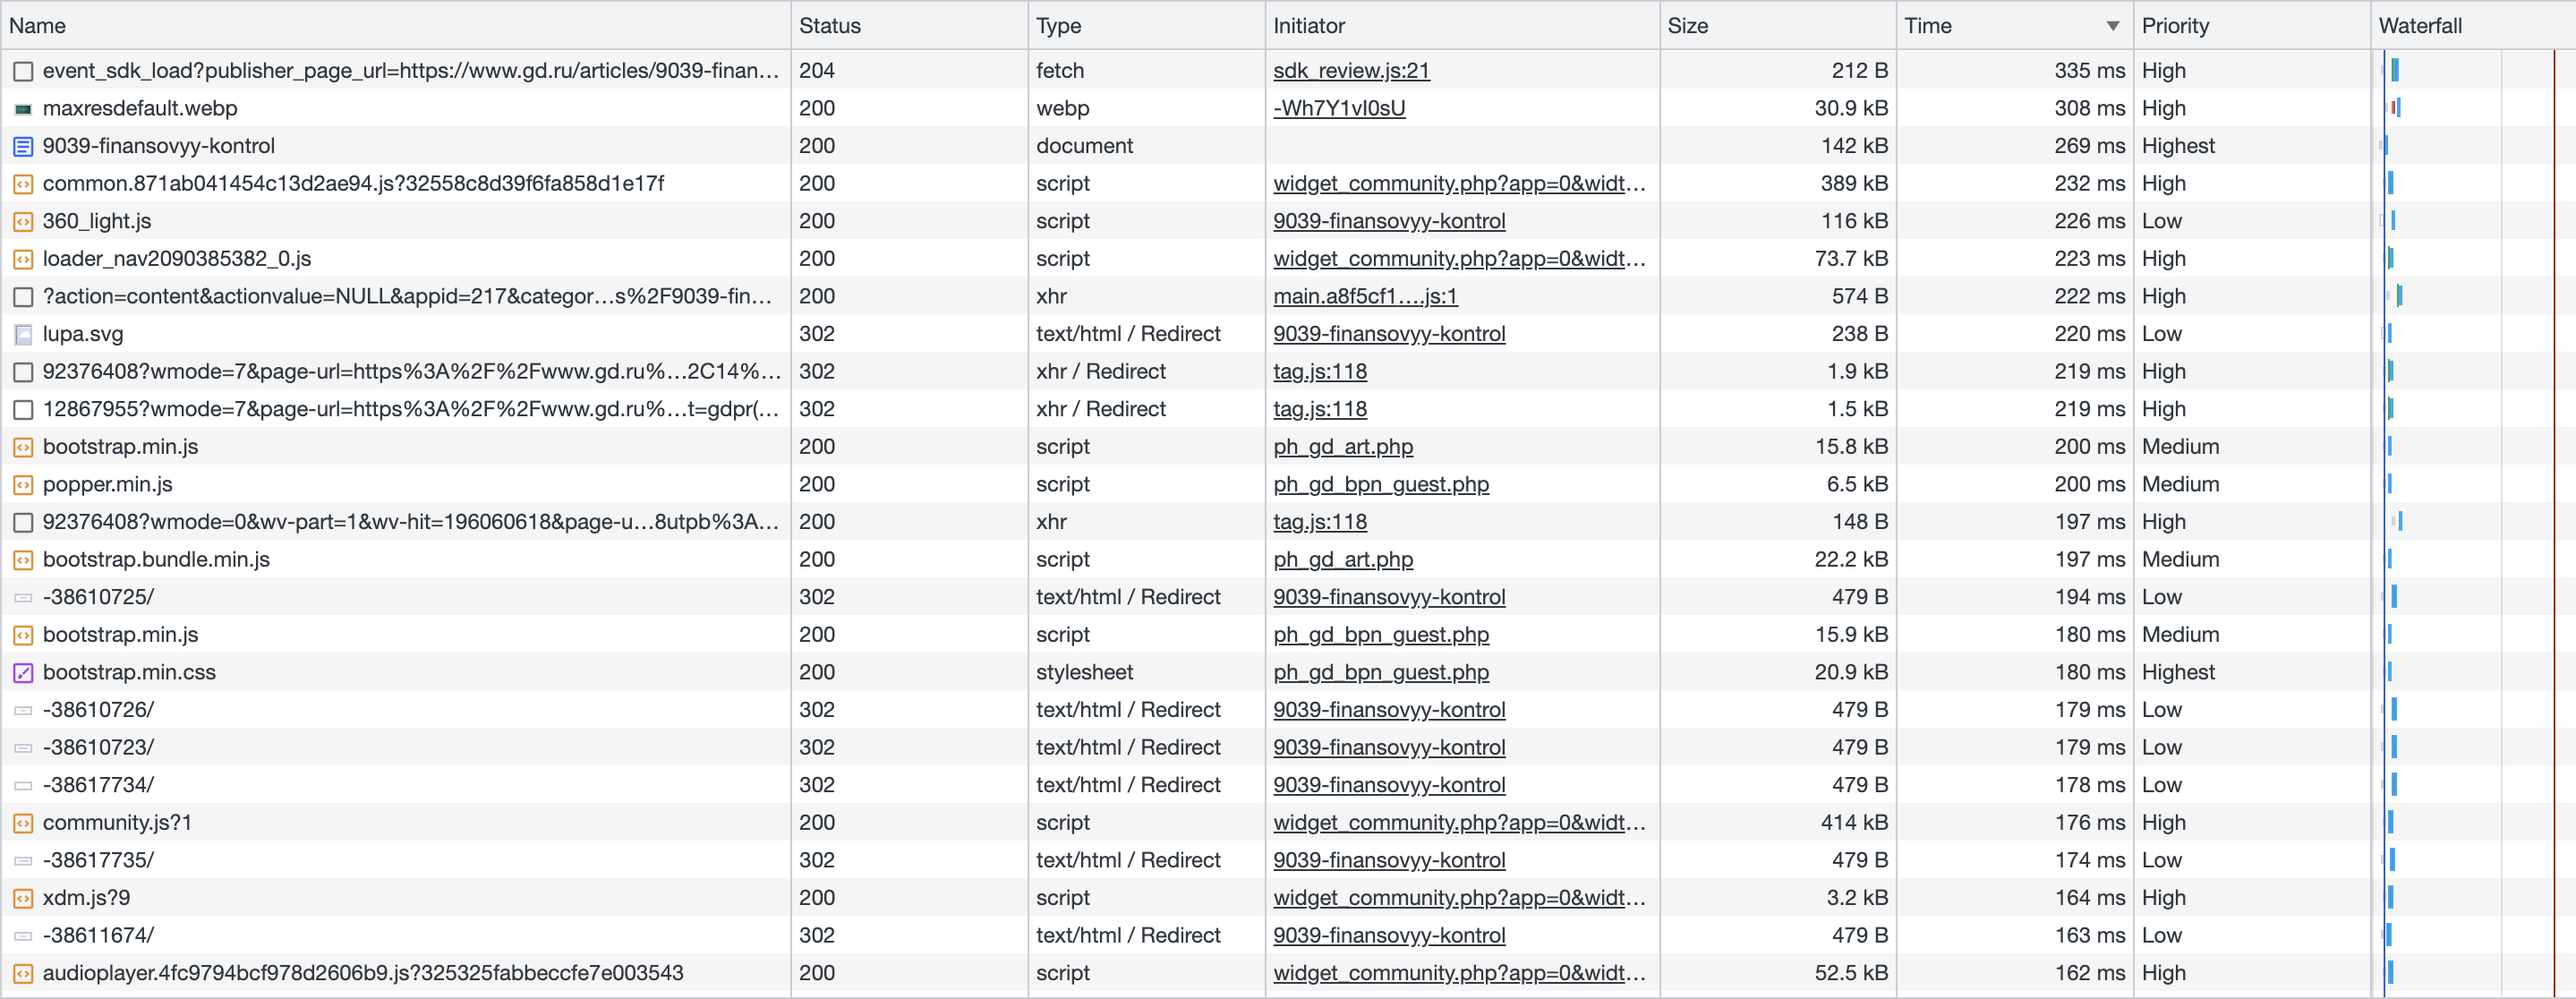 Name Status Type Initiator Size Time Priority Waterfall
event_sdk_load?publisher_page_url=https://www.gd.ru/articles/9039-finan... 204 fetch sdk_review.js:21 212 B 335 ms High
maxresdefault.webp 200 webp -Wh7Y1vl0sU 30.9 kB 308 ms High
9039-finansovyy-kontrol 200 document 142 kB 269 ms Highest
common.871ab041454c13d2ae94.js?32558c8d39f6fa858d1e17f 200 script widget_community.php?app=0&widt... 389 kB 232 ms High
360_light.js 200 script 9039-finansovyy-kontrol 116 kB 226 ms Low
loader_nav2090385382_0.js 200 script widget_community.php?app=0&widt... 73.7 kB 223 ms High
?action=content&actionvalue=NULL&appid=217&categor...s%2F9039-fin... 200 xhr main.a8f5cf1....js:1 574 B 222 ms High
lupa.svg 302 text/html / Redirect 9039-finansovyy-kontrol 238 B 220 ms Low
92376408?wmode=7&page-url=https%3A%2F%2Fwww.gd.ru%...2C14%... 302 xhr / Redirect tag.js:118 1.9 kB 219 ms High
12867955?wmode=7&page-url=https%3A%2F%2Fwww.gd.ru%...t=gdpr(... 302 xhr / Redirect tag.js:118 1.5 kB 219 ms High
bootstrap.min.js 200 script ph_gd_art.php 15.8 kB 200 ms Medium
popper.min.js 200 script ph_gd_bpn_guest.php 6.5 kB 200 ms Medium
92376408?wmode=0&wv-part=1&wv-hit=196060618&page-u...8utpb%3A... 200 xhr tag.js:118 148 B 197 ms High
bootstrap.bundle.min.js 200 script ph_gd_art.php 22.2 kB 197 ms Medium
-38610725/ 302 text/html / Redirect 9039-finansovyy-kontrol 479 B 194 ms Low
bootstrap.min.js 200 script ph_gd_bpn_guest.php 15.9 kB 180 ms Medium
bootstrap.min.css 200 stylesheet ph_gd_bpn_guest.php 20.9 kB 180 ms Highest
-38610726/ 302 text/html / Redirect 9039-finansovyy-kontrol 479 B 179 ms Low
-38610723/ 302 text/html / Redirect 9039-finansovyy-kontrol 479 B 179 ms Low
-38617734/ 302 text/html / Redirect 9039-finansovyy-kontrol 479 B 178 ms Low
community.js?1 200 script widget_community.php?app=0&widt... 414 kB 176 ms High
-38617735/ 302 text/html / Redirect 9039-finansovyy-kontrol 479 B 174 ms Low
xdm.js?9 200 script widget_community.php?app=0&widt... 3.2 kB 164 ms High
-38611674/ 302 text/html / Redirect 9039-finansovyy-kontrol 479 B 163 ms Low
audioplayer.4fc9794bcf978d2606b9.js?325325fabbeccfe7e003543 200 script widget_community.php?app=0&widt... 52.5 kB 162 ms High